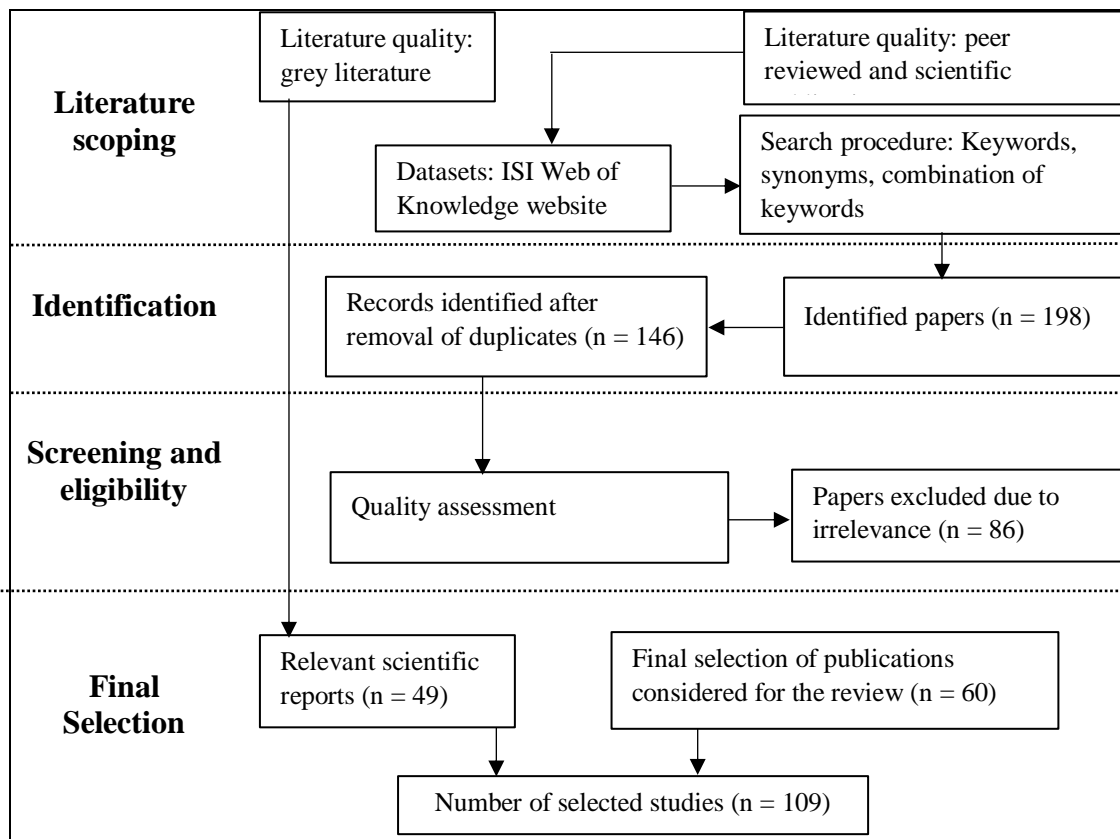 Literature scoping
Literature quality:
grey literature
Literature quality: peer
reviewed and scientific
Datasets: ISI Web of
Knowledge website
Search procedure: Keywords,
synonyms, combination of
keywords
Identification
Records identified after
removal of duplicates (n = 146)
Identified papers (n = 198)
Screening and
eligibility
Quality assessment
Papers excluded due to
irrelevance (n = 86)
Final
Selection
Relevant scientific
reports (n = 49)
Final selection of publications
considered for the review (n = 60)
Number of selected studies (n = 109)